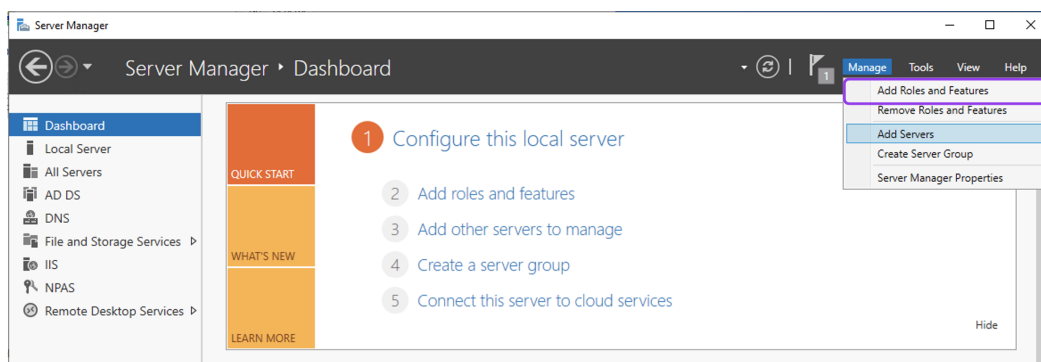 Server Manager
Server Manager ‣ Dashboard
1
Manage Tools View Help
Add Roles and Features
Remove Roles and Features
Add Servers
Create Server Group
Server Manager Properties
Dashboard
Local Server
All Servers
AD DS
DNS
File and Storage Services
IIS
NPAS
Remote Desktop Services
QUICK START
WHAT'S NEW
LEARN MORE
1 Configure this local server
2 Add roles and features
3 Add other servers to manage
4 Create a server group
5 Connect this server to cloud services
Hide